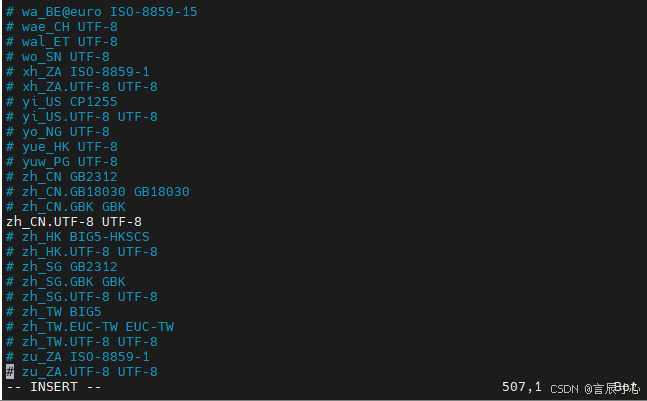 # wa_BE@euro ISO-8859-15
# wae_CH UTF-8
# wal_ET UTF-8
# wo_SN UTF-8
# xh_ZA ISO-8859-1
# xh_ZA.UTF-8 UTF-8
# yi_US CP1255
# yi_US.UTF-8 UTF-8
# yo_NG UTF-8
# yue_HK UTF-8
# yuw_PG UTF-8
# zh_CN GB2312
# zh_CN.GB18030 GB18030
# zh_CN.GBK GBK
zh_CN.UTF-8 UTF-8
# zh_HK BIG5-HKSCS
# zh_HK.UTF-8 UTF-8
# zh_SG GB2312
# zh_SG.GBK GBK
# zh_SG.UTF-8 UTF-8
# zh_TW BIG5
# zh_TW.EUC-TW EUC-TW
# zh_TW.UTF-8 UTF-8
# zu_ZA ISO-8859-1
# zu_ZA.UTF-8 UTF-8
-- INSERT -- 507,1 Bot
CSDN @言辰小心